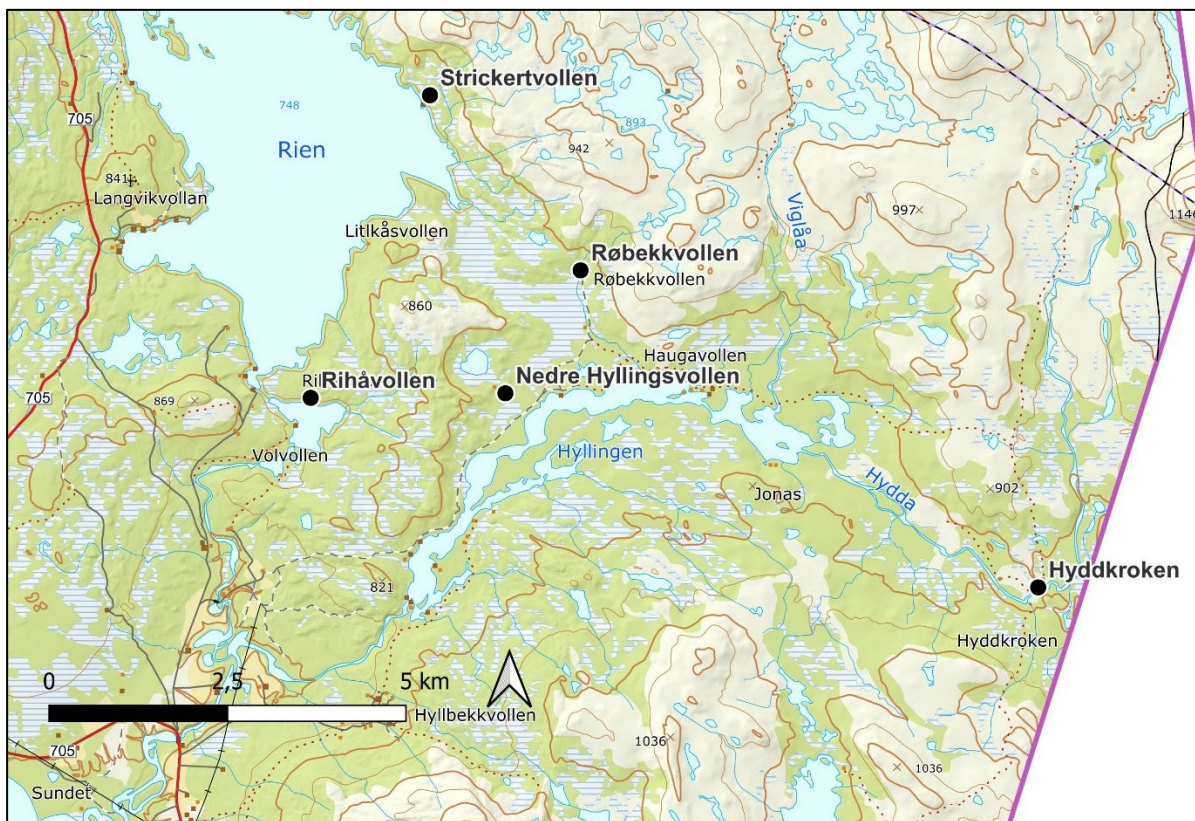 Strickertvollen
748
893
705
Rien
942
841
Langvikvollan
Viglåa
997
1146
Litlkåsvollen
Røbekkvollen
Røbekkvollen
860
Haugavollen
Rihåvollen
Nedre Hyllingsvollen
705
869
Volvollen
Hyllingen
Jonas
Hydda
902
Hyddkroken
821
Hyddkroken
0
2,5
5 km
Hyllbekkvollen
705
1036
1036
Sundet